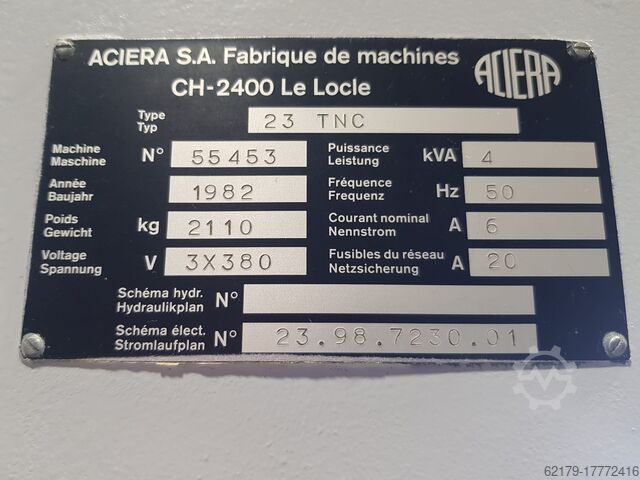 ACIERA S.A. Fabrique de machines
CH-2400 Le Locle
ACIERA
Type
Typ
23 TNC
Machine
Maschine N° 55453
Puissance
Leistung kVA 4
Année
Baujahr 1982
Fréquence
Frequenz Hz 50
Poids
Gewicht kg 2110
Courant nominal
Nennstrom A 6
Voltage
Spannung V 3X380
Fusibles du réseau
Netzsicherung A 20
Schéma hydr.
Hydraulikplan N°
Schéma élect.
Stromlaufplan N° 23.98.7230.01
62179-17772416